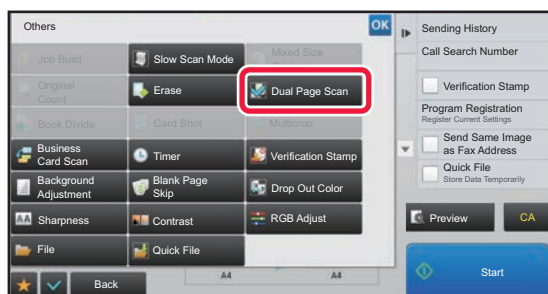 Others
OK
Job Build
Slow Scan Mode
Mixed Size
Original
Count
Erase
Dual Page Scan
Book Divide
Card Shot
Multicrop
Business
Card Scan
Timer
Verification Stamp
Background
Adjustment
Blank Page
Skip
Drop Out Color
AA
Sharpness
Contrast
RGB Adjust
File
Quick File
Back
A4
A4
Sending History
Call Search Number
Verification Stamp
Program Registration
Register Current Settings
Send Same Image
as Fax Address
Quick File
Store Data Temporarily
Preview
CA
Start